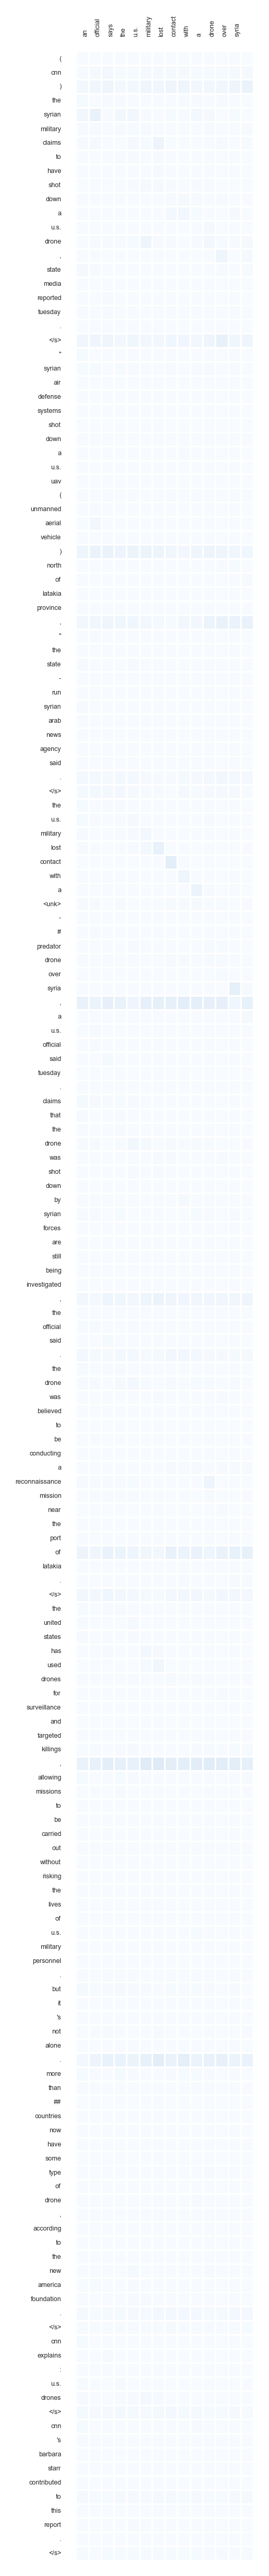 an official says the u.s. military lost contact with a drone over syria
(
cnn
)
the
syrian
military
claims
to
have
shot
down
a
u.s.
drone
,
state
media
reported
tuesday
.
</s>
"
syrian
air
defense
systems
shot
down
a
u.s.
uav
(
unmanned
aerial
vehicle
)
north
of
latakia
province
,
"
the
state
-
run
syrian
arab
news
agency
said
.
</s>
the
u.s.
military
lost
contact
with
a
<unk>
-
#
predator
drone
over
syria
,
a
u.s.
official
said
tuesday
.
claims
that
the
drone
was
shot
down
by
syrian
forces
are
still
being
investigated
,
the
official
said
.
the
drone
was
believed
to
be
conducting
a
reconnaissance
mission
near
the
port
of
latakia
.
</s>
the
united
states
has
used
drones
for
surveillance
and
targeted
killings
,
allowing
missions
to
be
carried
out
without
risking
the
lives
of
u.s.
military
personnel
.
but
it
's
not
alone
.
more
than
##
countries
now
have
some
type
of
drone
,
according
to
the
new
america
foundation
.
</s>
cnn
explains
:
u.s.
drones
</s>
cnn
's
barbara
starr
contributed
to
this
report
.
</s>